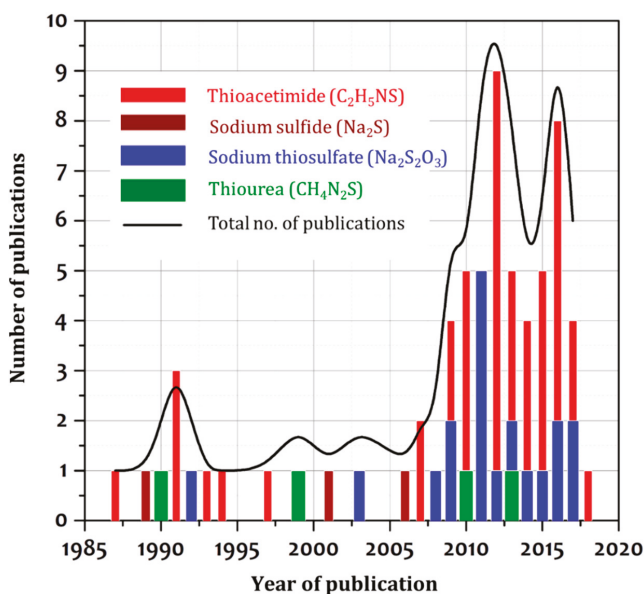 10
9
8
7
6
5
4
3
2
1
0
Number of publications
Thioacetimide (C₂H₅NS)
Sodium sulfide (Na₂S)
Sodium thiosulfate (Na₂S₂O₃)
Thiourea (CH₄N₂S)
Total no. of publications
1985 1990 1995 2000 2005 2010 2015 2020
Year of publication